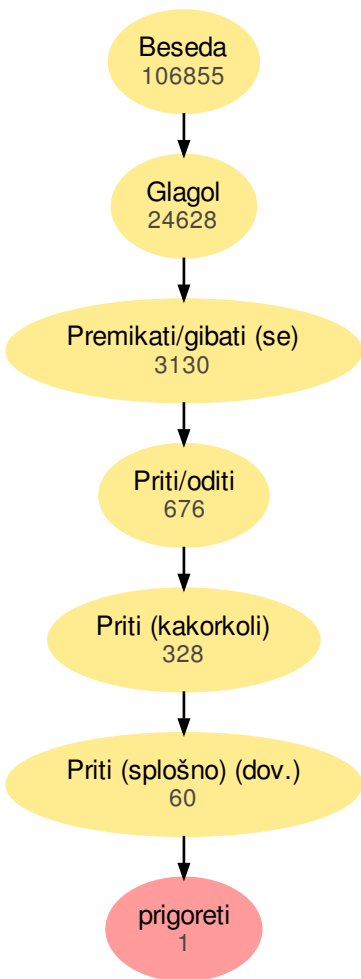 Beseda
106855
Glagol
24628
Premikati/gibati (se)
3130
Priti/oditi
676
Priti (kakorkoli)
328
Priti (splošno) (dov.)
60
prigoreti
1